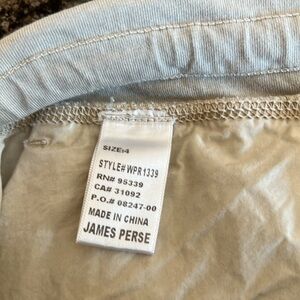 SIZE:4
STYLE# WPR1339
RN# 95339
CA# 31092
P.O.# 08247-00
MADE IN CHINA
JAMES PERSE